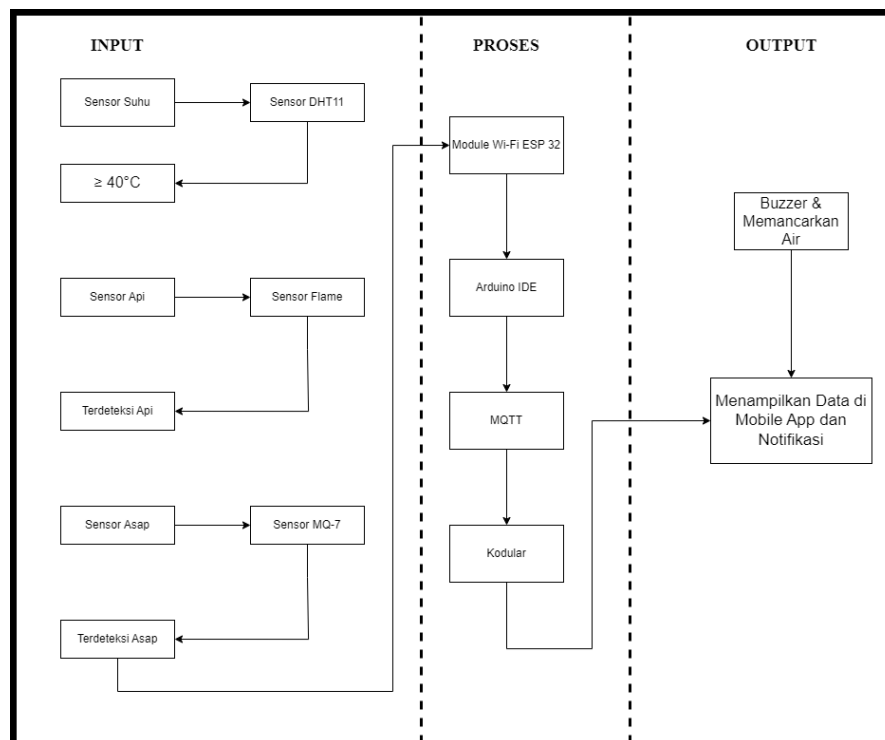 INPUT
Sensor Suhu
Sensor DHT11
≥ 40°C
Sensor Api
Sensor Flame
Terdeteksi Api
Sensor Asap
Sensor MQ-7
Terdeteksi Asap
PROSES
Module Wi-Fi ESP 32
Arduino IDE
MQTT
Kodular
OUTPUT
Buzzer &
Memancarkan
Air
Menampilkan Data di
Mobile App dan
Notifikasi